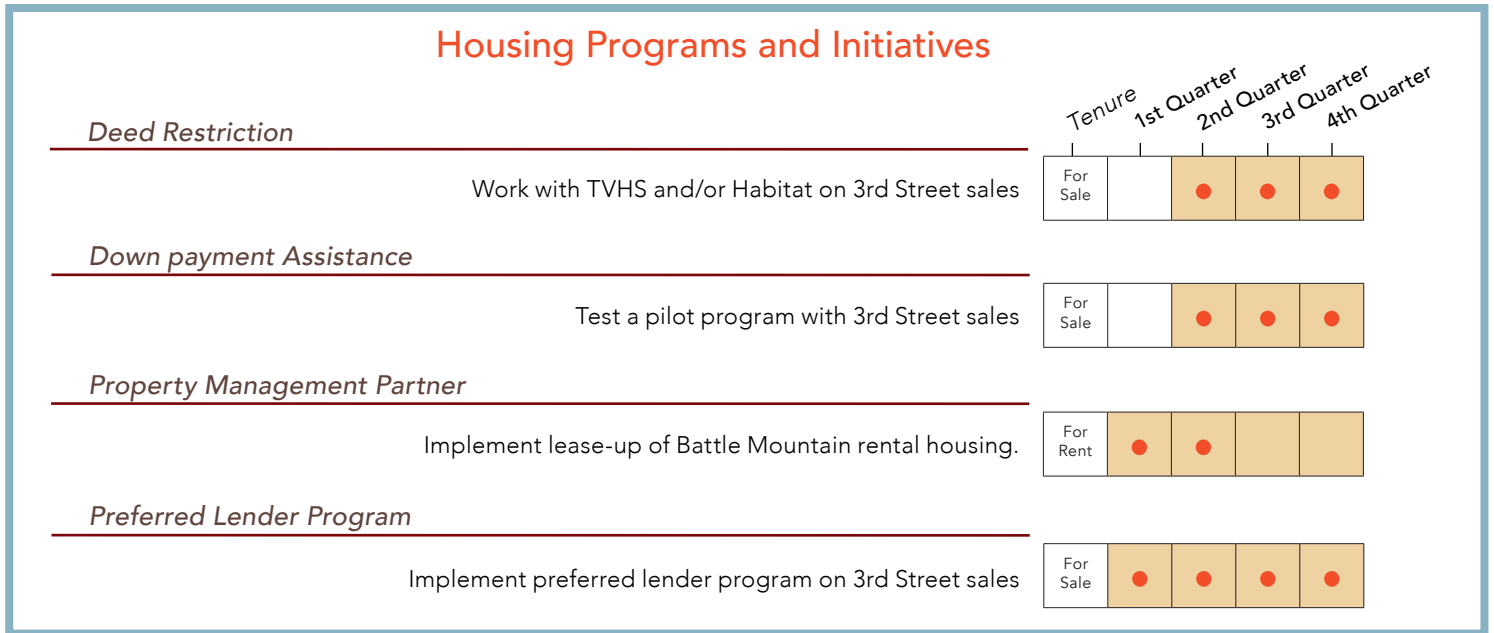 Housing Programs and Initiatives
Tenure
1st Quarter
2nd Quarter
3rd Quarter
4th Quarter
Deed Restriction
Work with TVHS and/or Habitat on 3rd Street sales
For
Sale
Down payment Assistance
Test a pilot program with 3rd Street sales
For
Sale
Property Management Partner
Implement lease-up of Battle Mountain rental housing.
For
Rent
Preferred Lender Program
Implement preferred lender program on 3rd Street sales
For
Sale